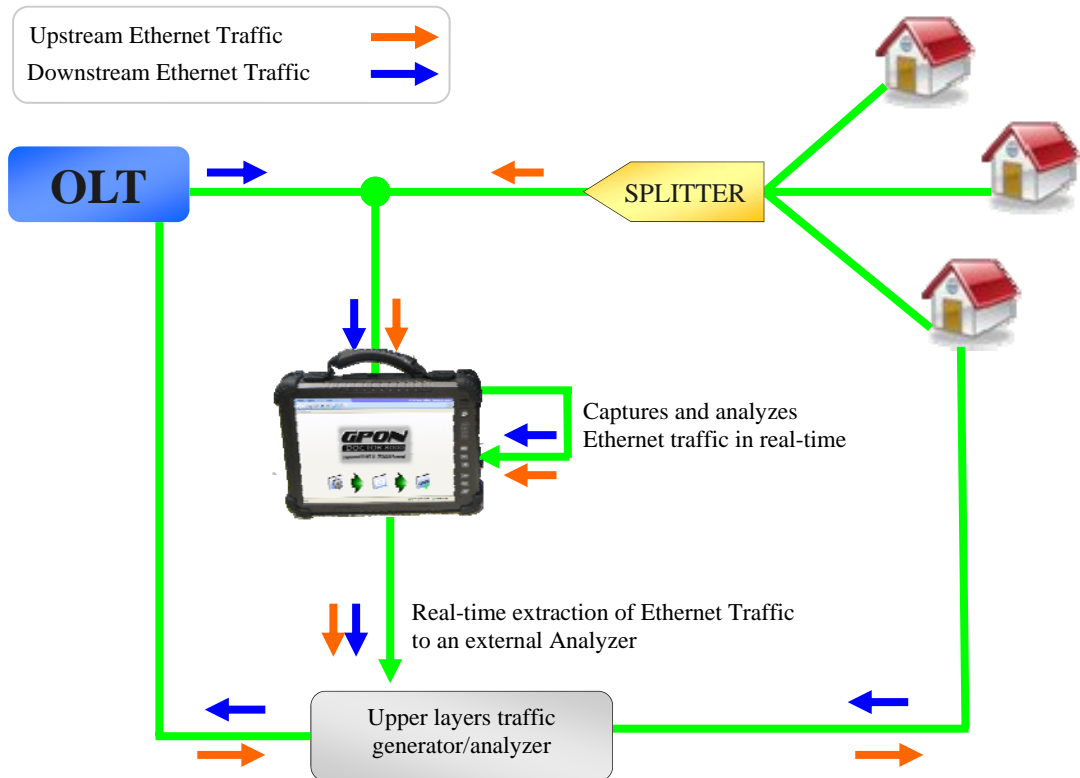 Upstream Ethernet Traffic
Downstream Ethernet Traffic
OLT
SPLITTER
GPON
Captures and analyzes
Ethernet traffic in real-time
Real-time extraction of Ethernet Traffic
to an external Analyzer
Upper layers traffic
generator/analyzer